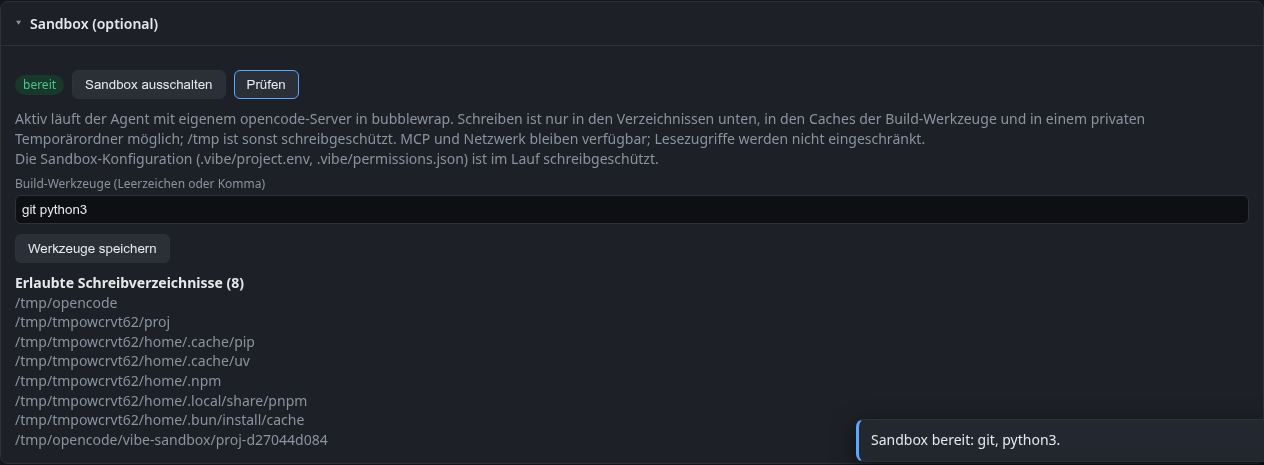 Sandbox (optional)
bereit
Sandbox ausschalten
Prüfen
Aktiv läuft der Agent mit eigenem opencode-Server in bubblewrap. Schreiben ist nur in den Verzeichnissen unten, in den Caches der Build-Werkzeuge und in einem privaten
Temporärordner möglich; /tmp ist sonst schreibgeschützt. MCP und Netzwerk bleiben verfügbar; Lesezugriffe werden nicht eingeschränkt.
Die Sandbox-Konfiguration (.vibe/project.env, .vibe/permissions.json) ist im Lauf schreibgeschützt.
Build-Werkzeuge (Leerzeichen oder Komma)
git python3
Werkzeuge speichern
Erlaubte Schreibverzeichnisse (8)
/tmp/opencode
/tmp/tmpowcrvt62/proj
/tmp/tmpowcrvt62/home/.cache/pip
/tmp/tmpowcrvt62/home/.cache/uv
/tmp/tmpowcrvt62/home/.npm
/tmp/tmpowcrvt62/home/.local/share/pnpm
/tmp/tmpowcrvt62/home/.bun/install/cache
/tmp/opencode/vibe-sandbox/proj-d27044d084
Sandbox bereit: git, python3.